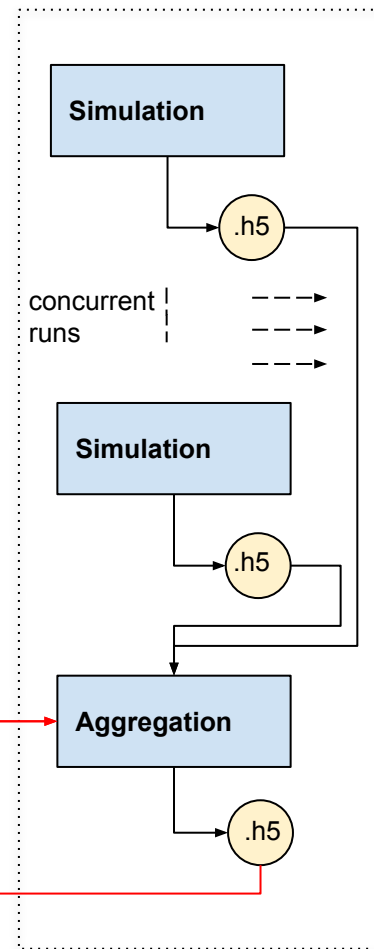 Simulation
.h5
concurrent
runs
Simulation
.h5
Aggregation
.h5